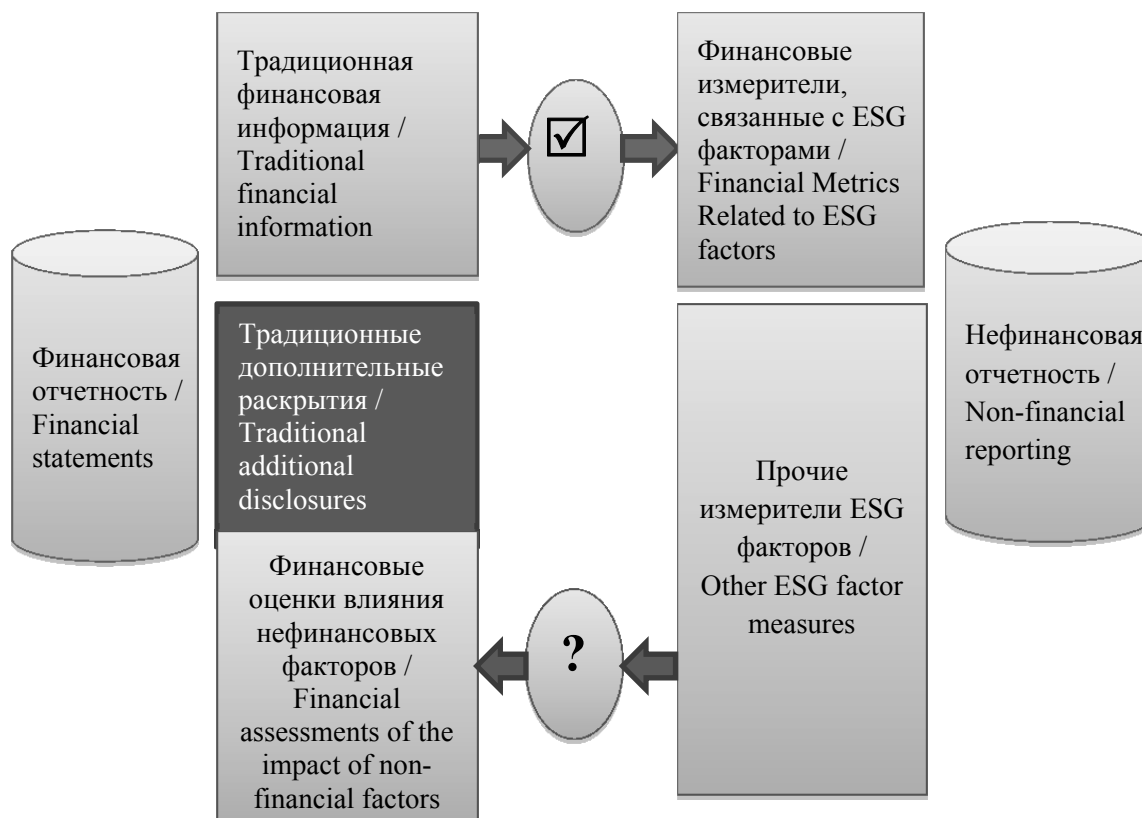 Традиционная
финансовая
информация /
Traditional
financial
information
☑
Финансовые
измерители,
связанные с ESG
факторами /
Financial Metrics
Related to ESG
factors
Финансовая
отчетность /
Financial
statements
Традиционные
дополнительные
раскрытия /
Traditional
additional
disclosures
Нефинансовая
отчетность /
Non-financial
reporting
Финансовые
оценки влияния
нефинансовых
факторов /
Financial
assessments of the
impact of non-
financial factors
?
Прочие
измерители ESG
факторов /
Other ESG factor
measures